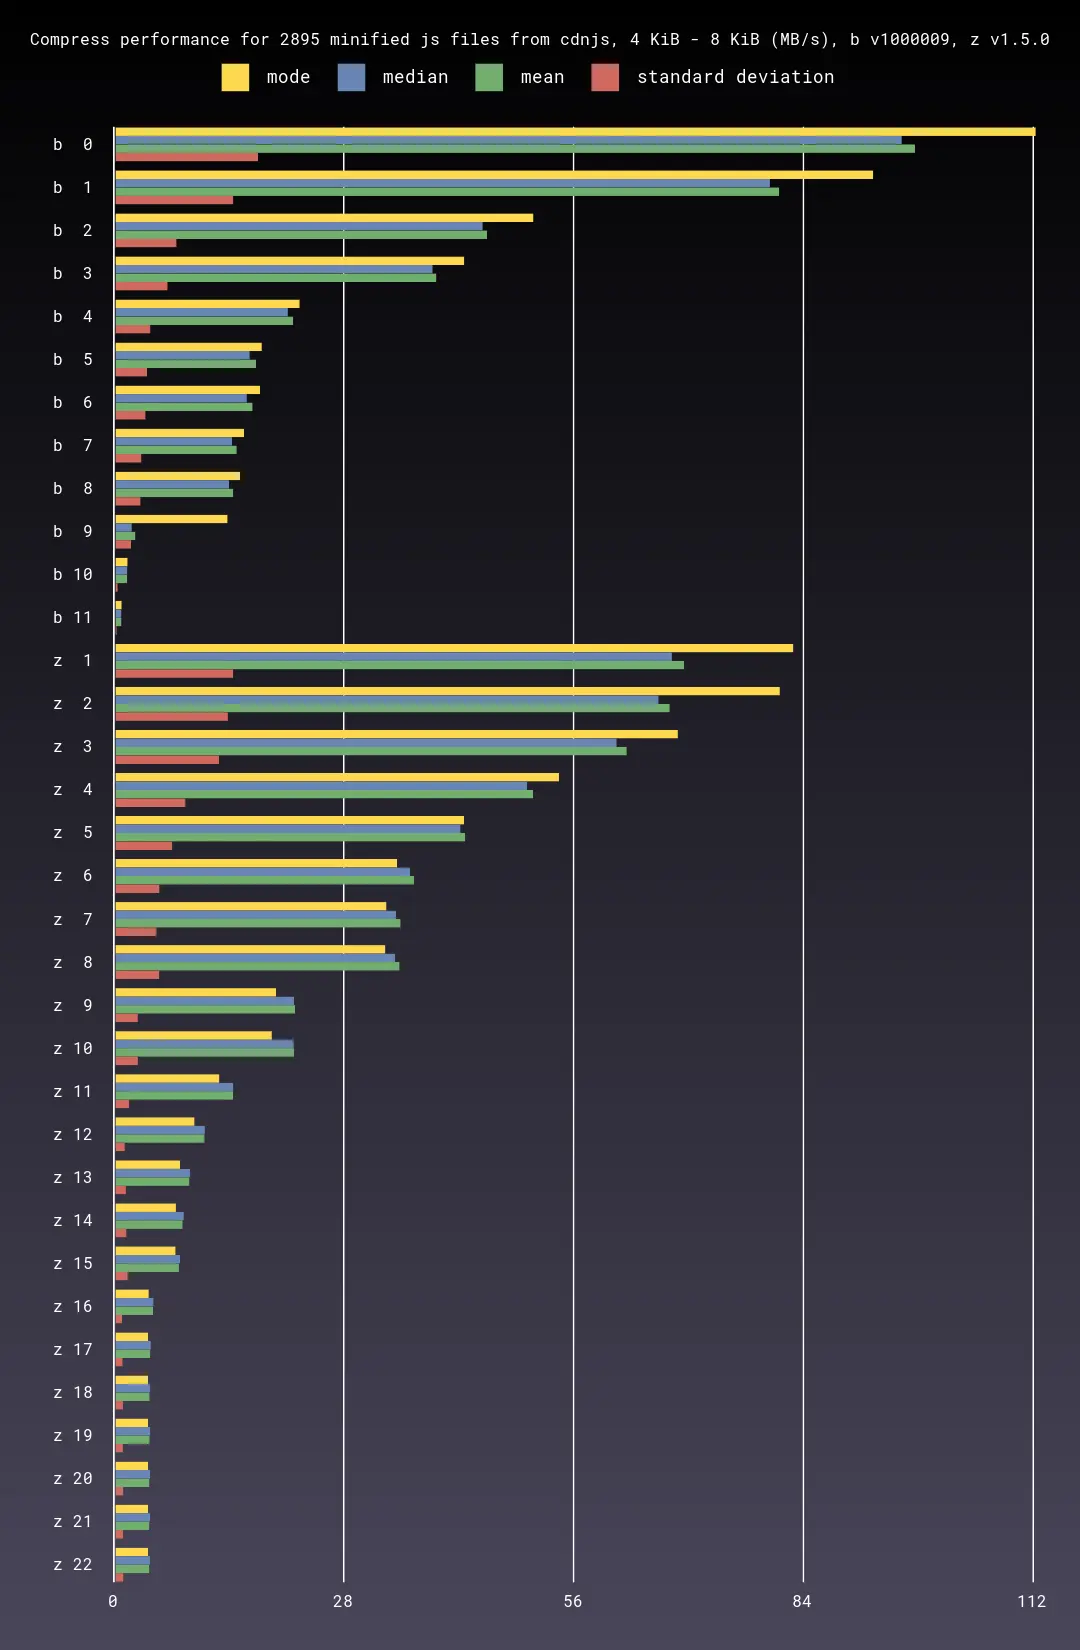 Compress performance for 2895 minified js files from cdnjs, 4 KiB - 8 KiB (MB/s), b v1000009, z v1.5.0
mode median mean standard deviation
b 0
b 1
b 2
b 3
b 4
b 5
b 6
b 7
b 8
b 9
b 10
b 11
z 1
z 2
z 3
z 4
z 5
z 6
z 7
z 8
z 9
z 10
z 11
z 12
z 13
z 14
z 15
z 16
z 17
z 18
z 19
z 20
z 21
z 22
0 28 56 84 112